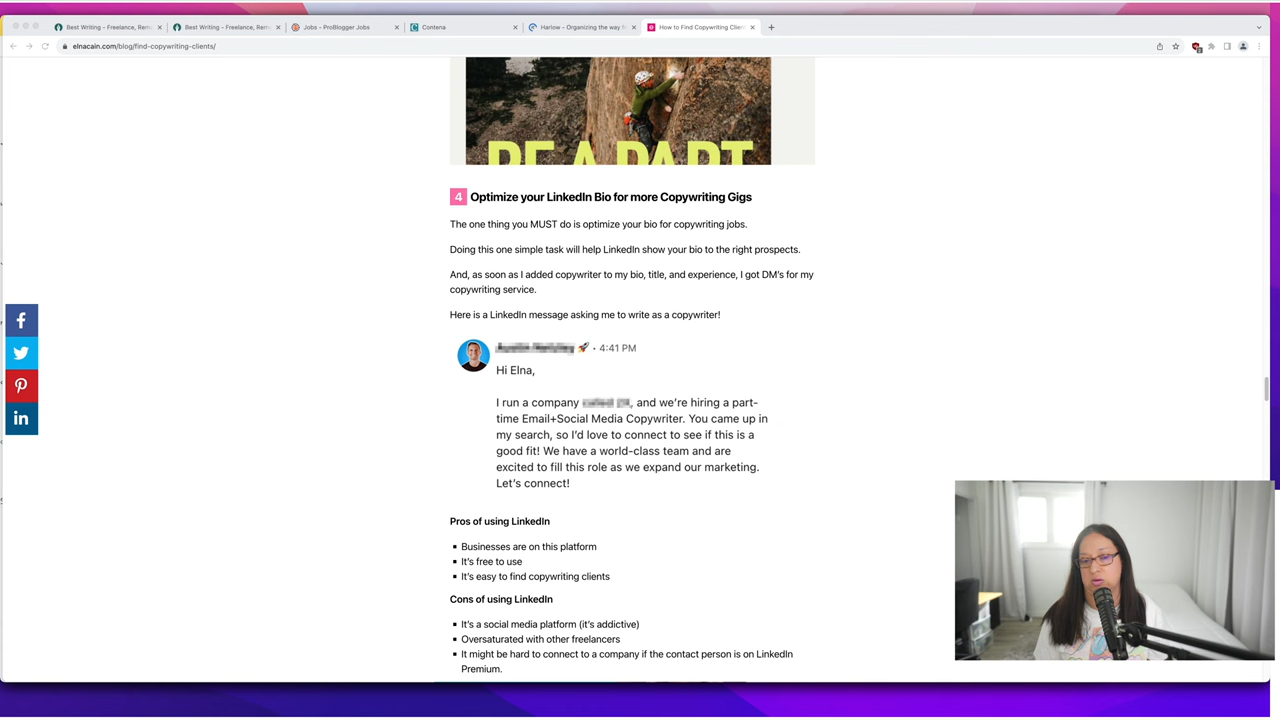 Best Writing - Freelance, Remo
Best Writing - Freelance, Remo
Jobs - ProBlogger Jobs
Contena
Harlow - Organizing the way f
How to Find Copywriting Clien
elnacain.com/blog/find-copywriting-clients/
BE A PART
4 Optimize your LinkedIn Bio for more Copywriting Gigs
The one thing you MUST do is optimize your bio for copywriting jobs.
Doing this one simple task will help LinkedIn show your bio to the right prospects.
And, as soon as I added copywriter to my bio, title, and experience, I got DM's for my
copywriting service.
Here is a LinkedIn message asking me to write as a copywriter!
• 4:41 PM
Hi Elna,
I run a company , and we're hiring a part-
time Email+Social Media Copywriter. You came up in
my search, so I'd love to connect to see if this is a
good fit! We have a world-class team and are
excited to fill this role as we expand our marketing.
Let's connect!
Pros of using LinkedIn
▪ Businesses are on this platform
▪ It's free to use
▪ It's easy to find copywriting clients
Cons of using LinkedIn
▪ It's a social media platform (it's addictive)
▪ Oversaturated with other freelancers
▪ It might be hard to connect to a company if the contact person is on LinkedIn
Premium.